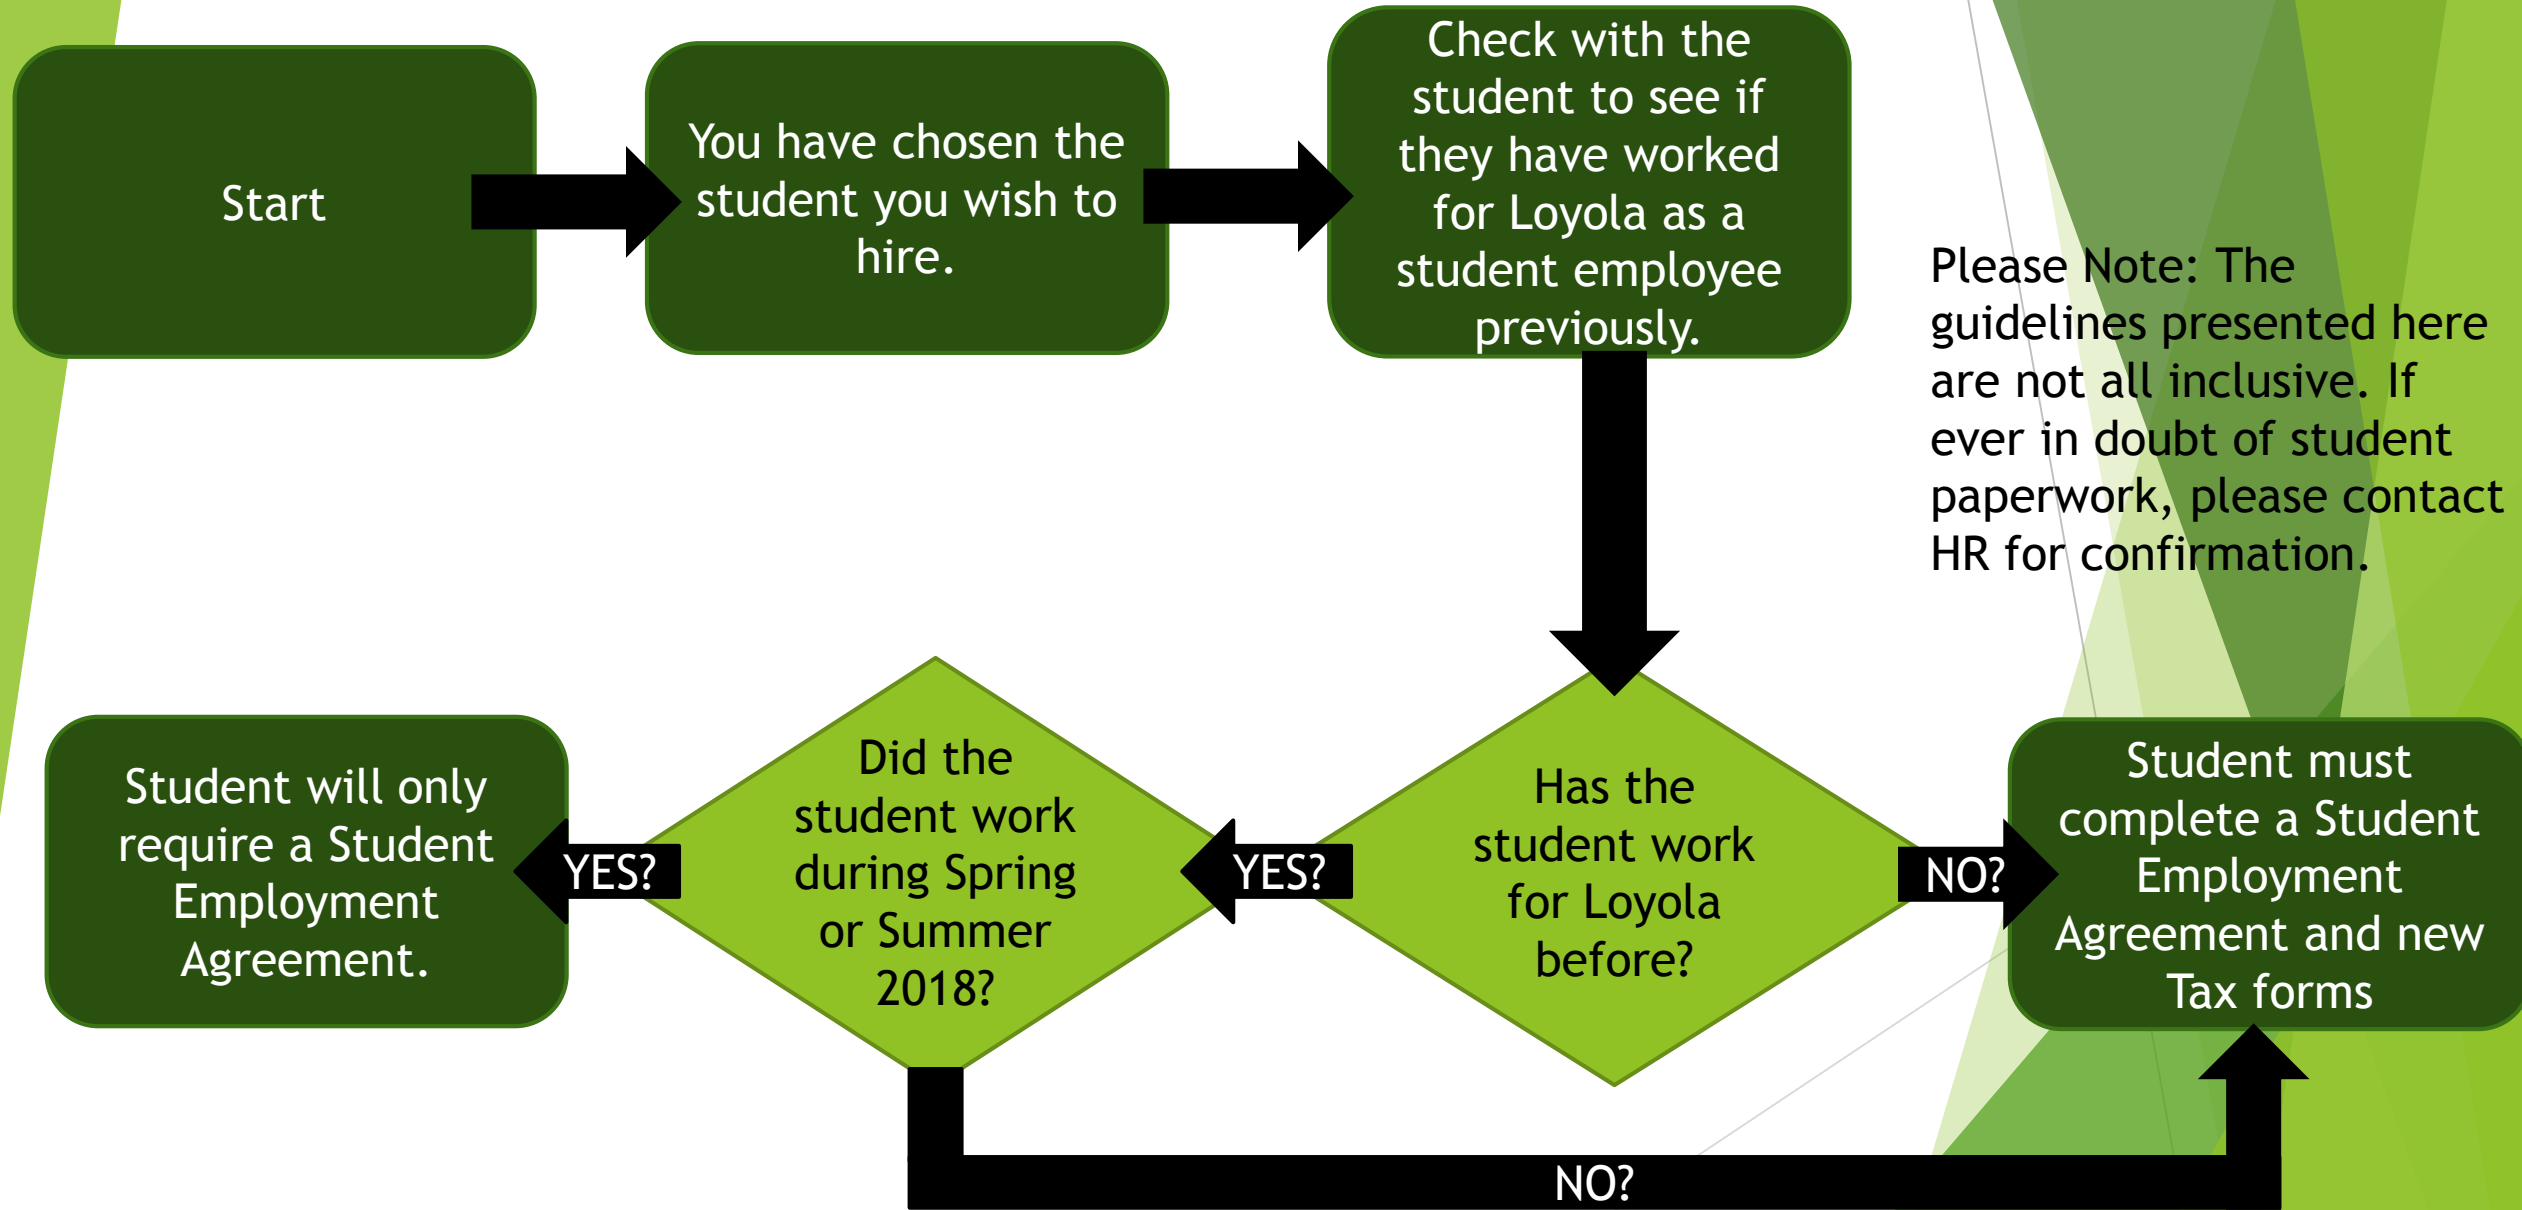 Start
You have chosen the
student you wish to
hire.
Check with the
student to see if
they have worked
for Loyola as a
student employee
previously.
Please Note: The
guidelines presented here
are not all inclusive. If
ever in doubt of student
paperwork, please contact
HR for confirmation.
Student will only
require a Student
Employment
Agreement.
YES?
Did the
student work
during Spring
or Summer
2018?
YES?
Has the
student work
for Loyola
before?
NO?
Student must
complete a Student
Employment
Agreement and new
Tax forms
NO?